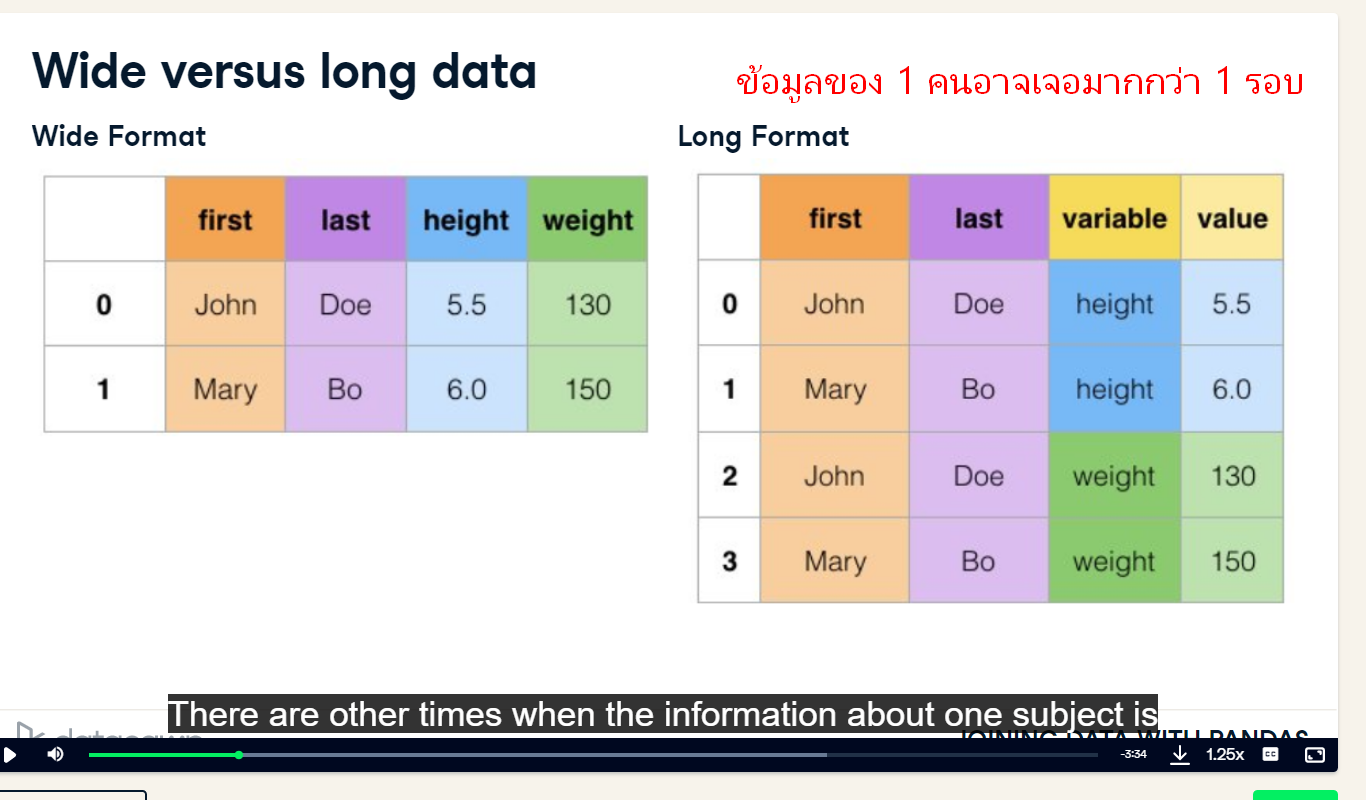 Wide versus long data
ข้อมูลของ 1 คนอาจเจอมากกว่า 1 รอบ
Wide Format
first last height weight
0 John Doe 5.5 130
1 Mary Bo 6.0 150
Long Format
first last variable value
0 John Doe height 5.5
1 Mary Bo height 6.0
2 John Doe weight 130
3 Mary Bo weight 150
There are other times when the information about one subject is
JOINING DATA WITH PANDAS
-3:34 1.25x CC